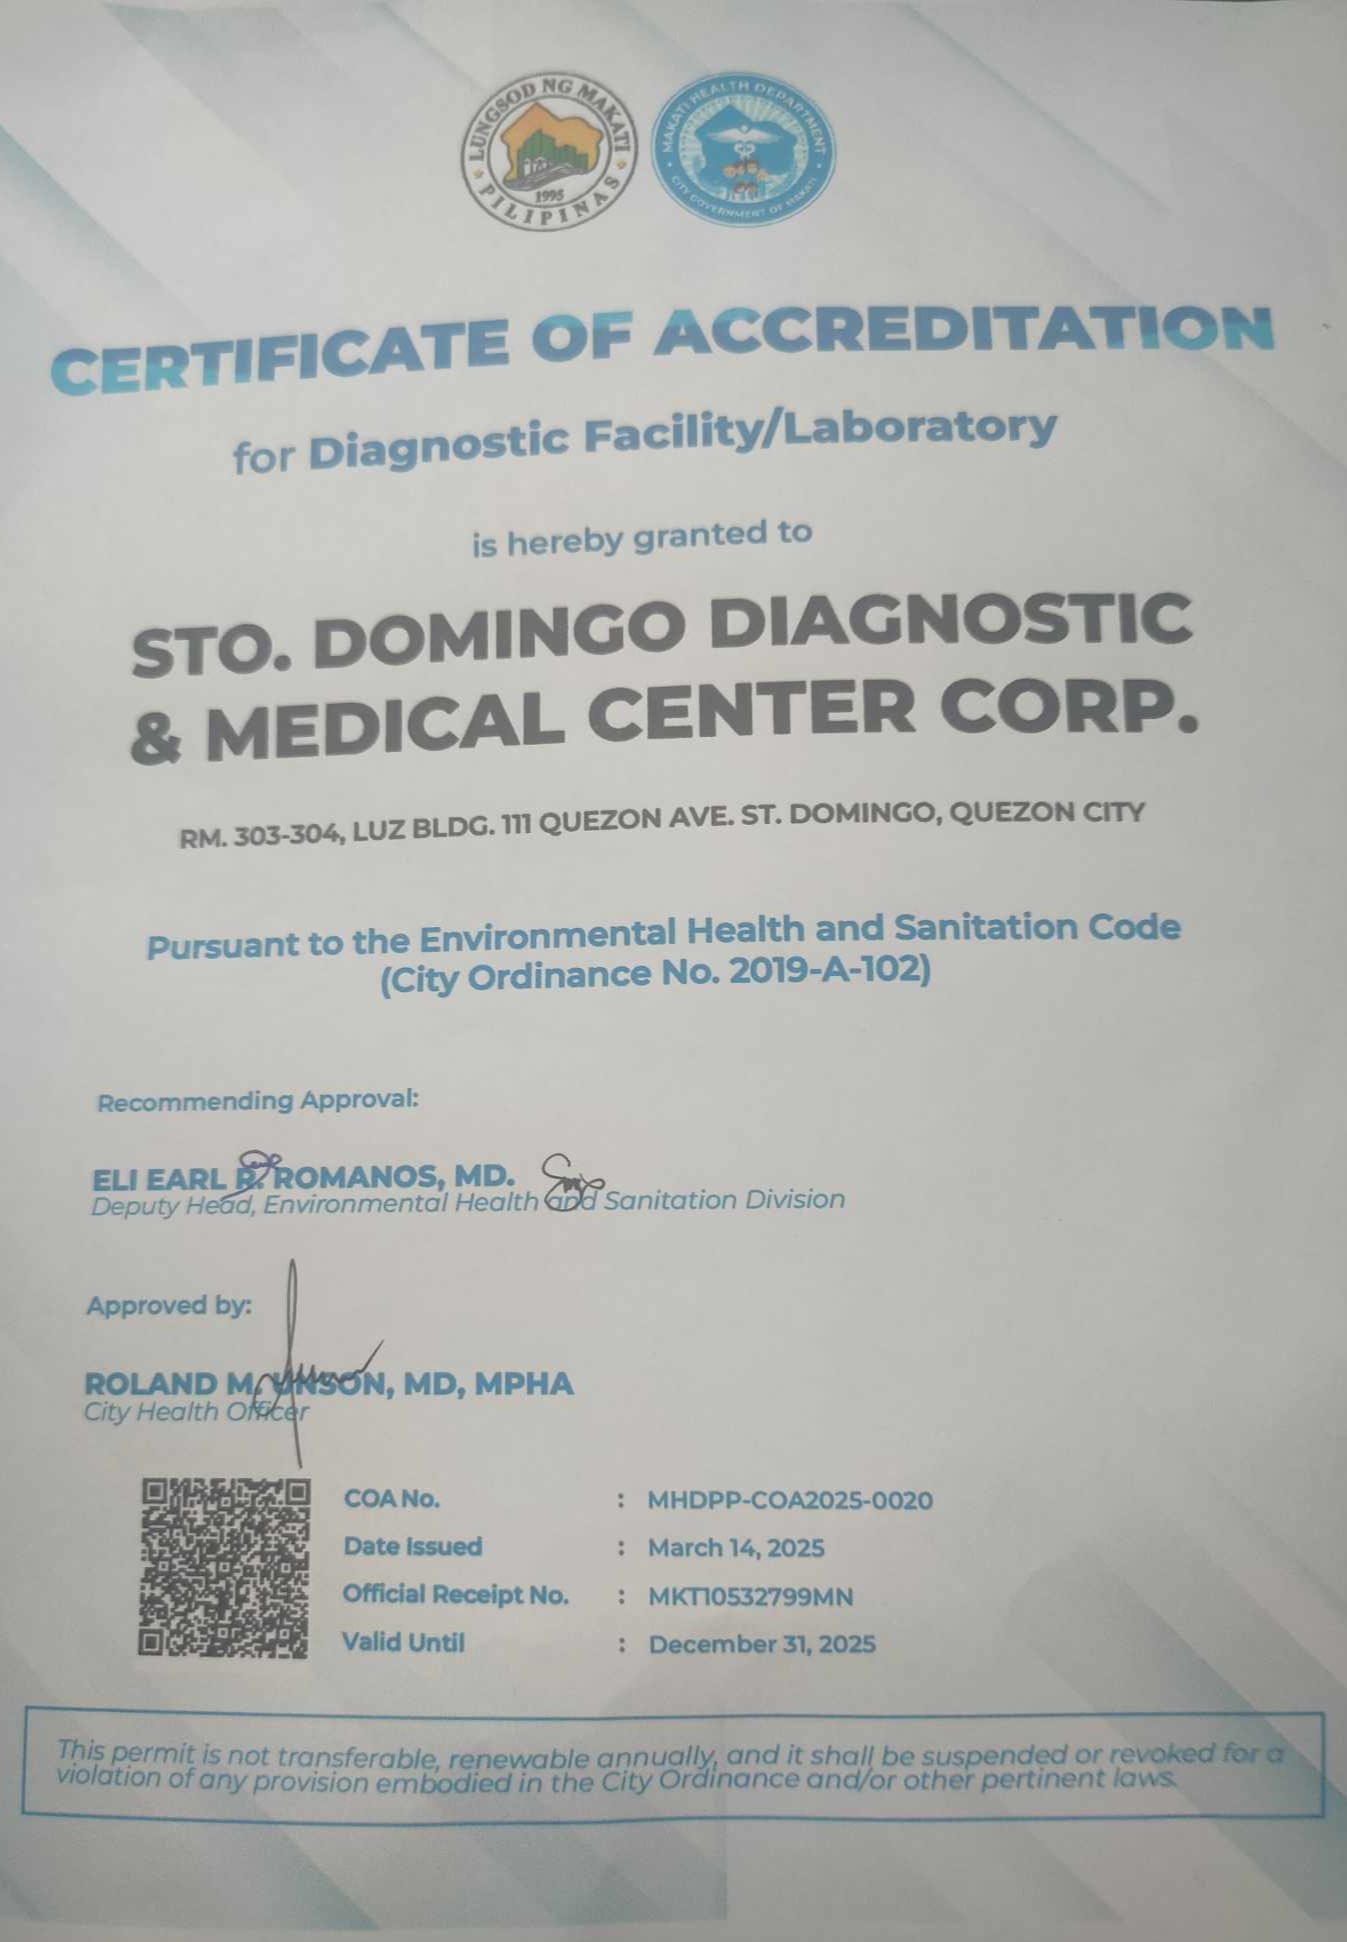 LUNGSOD NG MAKATI
PILIPINAS
1995
MAKATI HEALTH DEPARTMENT
CITY GOVERNMENT OF MAKATI
CERTIFICATE OF ACCREDITATION
for Diagnostic Facility/Laboratory
is hereby granted to
STO. DOMINGO DIAGNOSTIC
& MEDICAL CENTER CORP.
RM. 303-304, LUZ BLDG. 111 QUEZON AVE. ST. DOMINGO, QUEZON CITY
Pursuant to the Environmental Health and Sanitation Code
(City Ordinance No. 2019-A-102)
Recommending Approval:
ELI EARL R. ROMANOS, MD.
Deputy Head, Environmental Health and Sanitation Division
Approved by:
ROLAND M. UNSON, MD, MPHA
City Health Officer
COA No. : MHDPP-COA2025-0020
Date Issued : March 14, 2025
Official Receipt No. : MKT10532799MN
Valid Until : December 31, 2025
This permit is not transferable, renewable annually, and it shall be suspended or revoked for a
violation of any provision embodied in the City Ordinance and/or other pertinent laws.